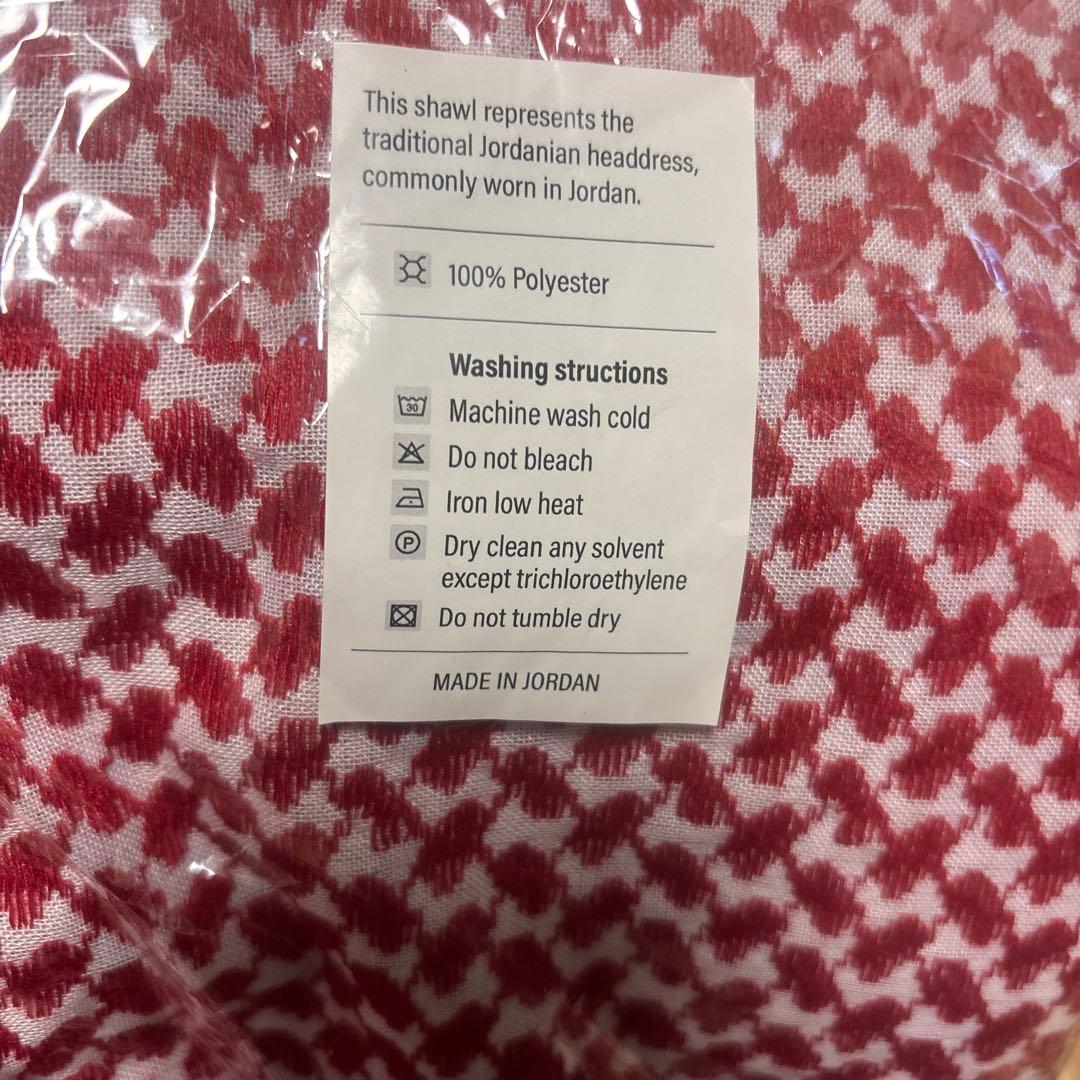 This shawl represents the
traditional Jordanian headdress,
commonly worn in Jordan.
100% Polyester
Washing structions
30
Machine wash cold
Do not bleach
Iron low heat
P
Dry clean any solvent
except trichloroethylene
Do not tumble dry
MADE IN JORDAN